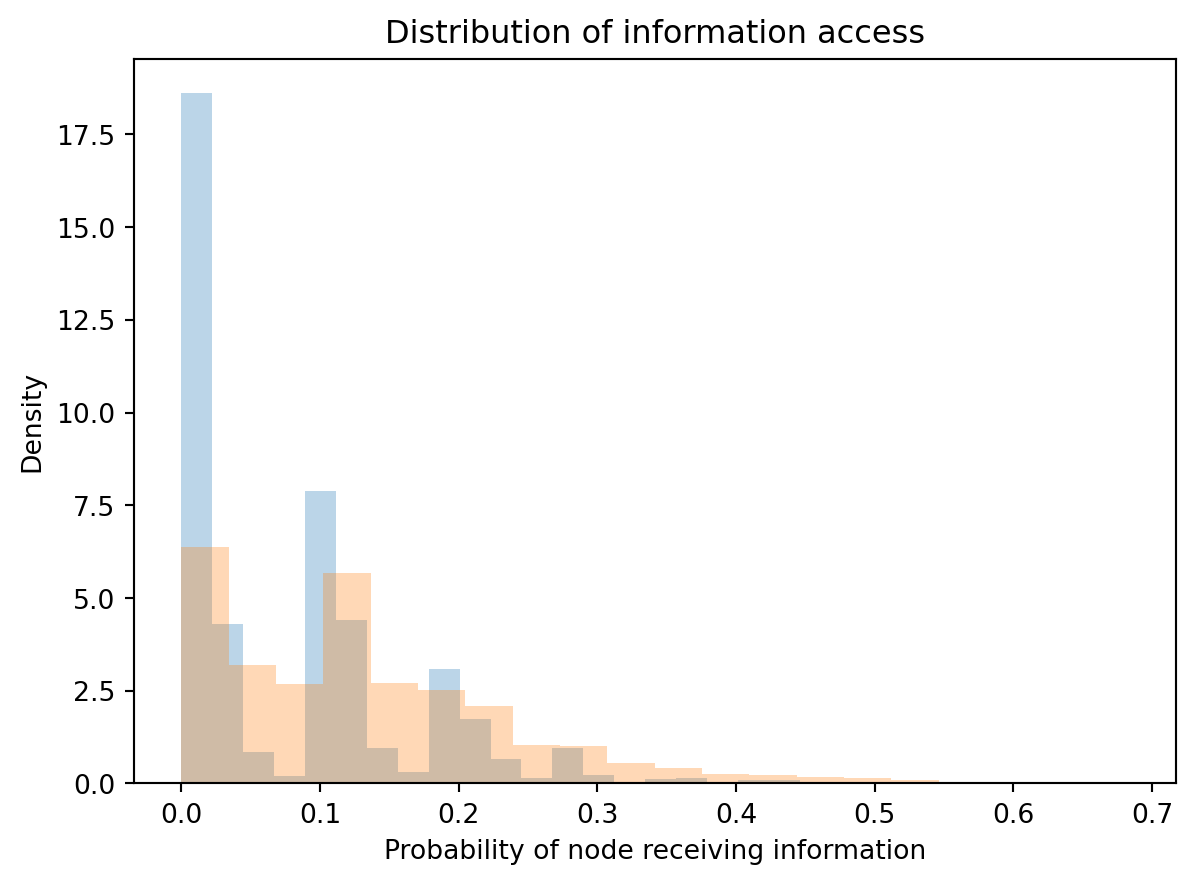 Distribution of information access
17.5
15.0
12.5
10.0
7.5
5.0
2.5
0.0
Density
0.0 0.1 0.2 0.3 0.4 0.5 0.6 0.7
Probability of node receiving information